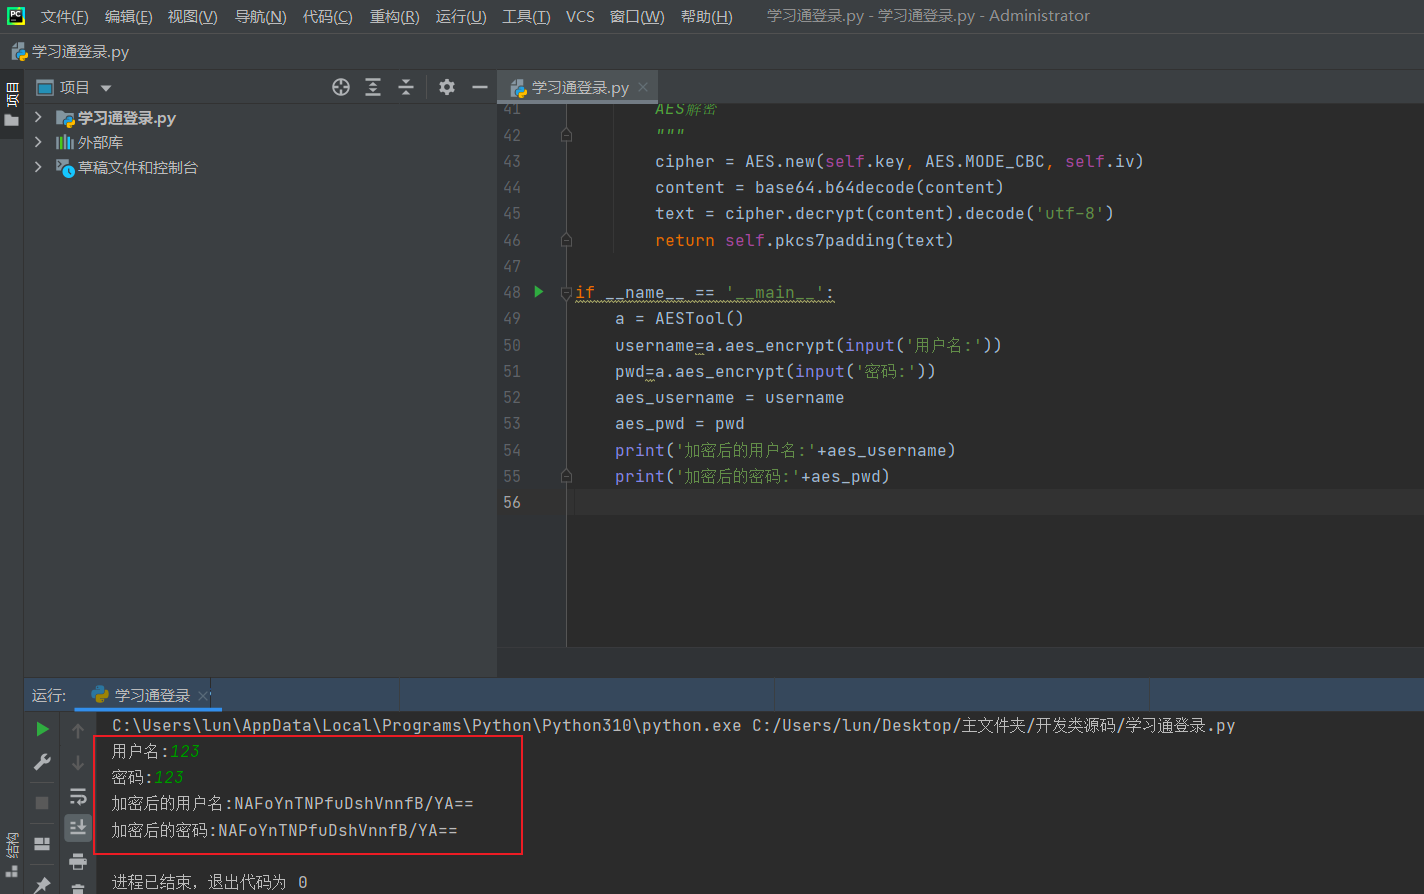 PC 文件(F) 编辑(E) 视图(V) 导航(N) 代码(C) 重构(R) 运行(U) 工具(T) VCS 窗口(W) 帮助(H) 学习通登录.py - 学习通登录.py - Administrator
学习通登录.py
项目
项目
学习通登录.py
外部库
草稿文件和控制台
学习通登录.py
41 AES解密
42 """
43 cipher = AES.new(self.key, AES.MODE_CBC, self.iv)
44 content = base64.b64decode(content)
45 text = cipher.decrypt(content).decode('utf-8')
46 return self.pkcs7padding(text)
47
48 if __name__ == '__main__':
49 a = AESTool()
50 username=a.aes_encrypt(input('用户名:'))
51 pwd=a.aes_encrypt(input('密码:'))
52 aes_username = username
53 aes_pwd = pwd
54 print('加密后的用户名:'+aes_username)
55 print('加密后的密码:'+aes_pwd)
56
运行: 学习通登录
C:\Users\lun\AppData\Local\Programs\Python\Python310\python.exe C:/Users/lun/Desktop/主文件夹/开发类源码/学习通登录.py
用户名:123
密码:123
加密后的用户名:NAFoYnTNPfuDshVnnfB/YA==
加密后的密码:NAFoYnTNPfuDshVnnfB/YA==
进程已结束，退出代码为 0
结构